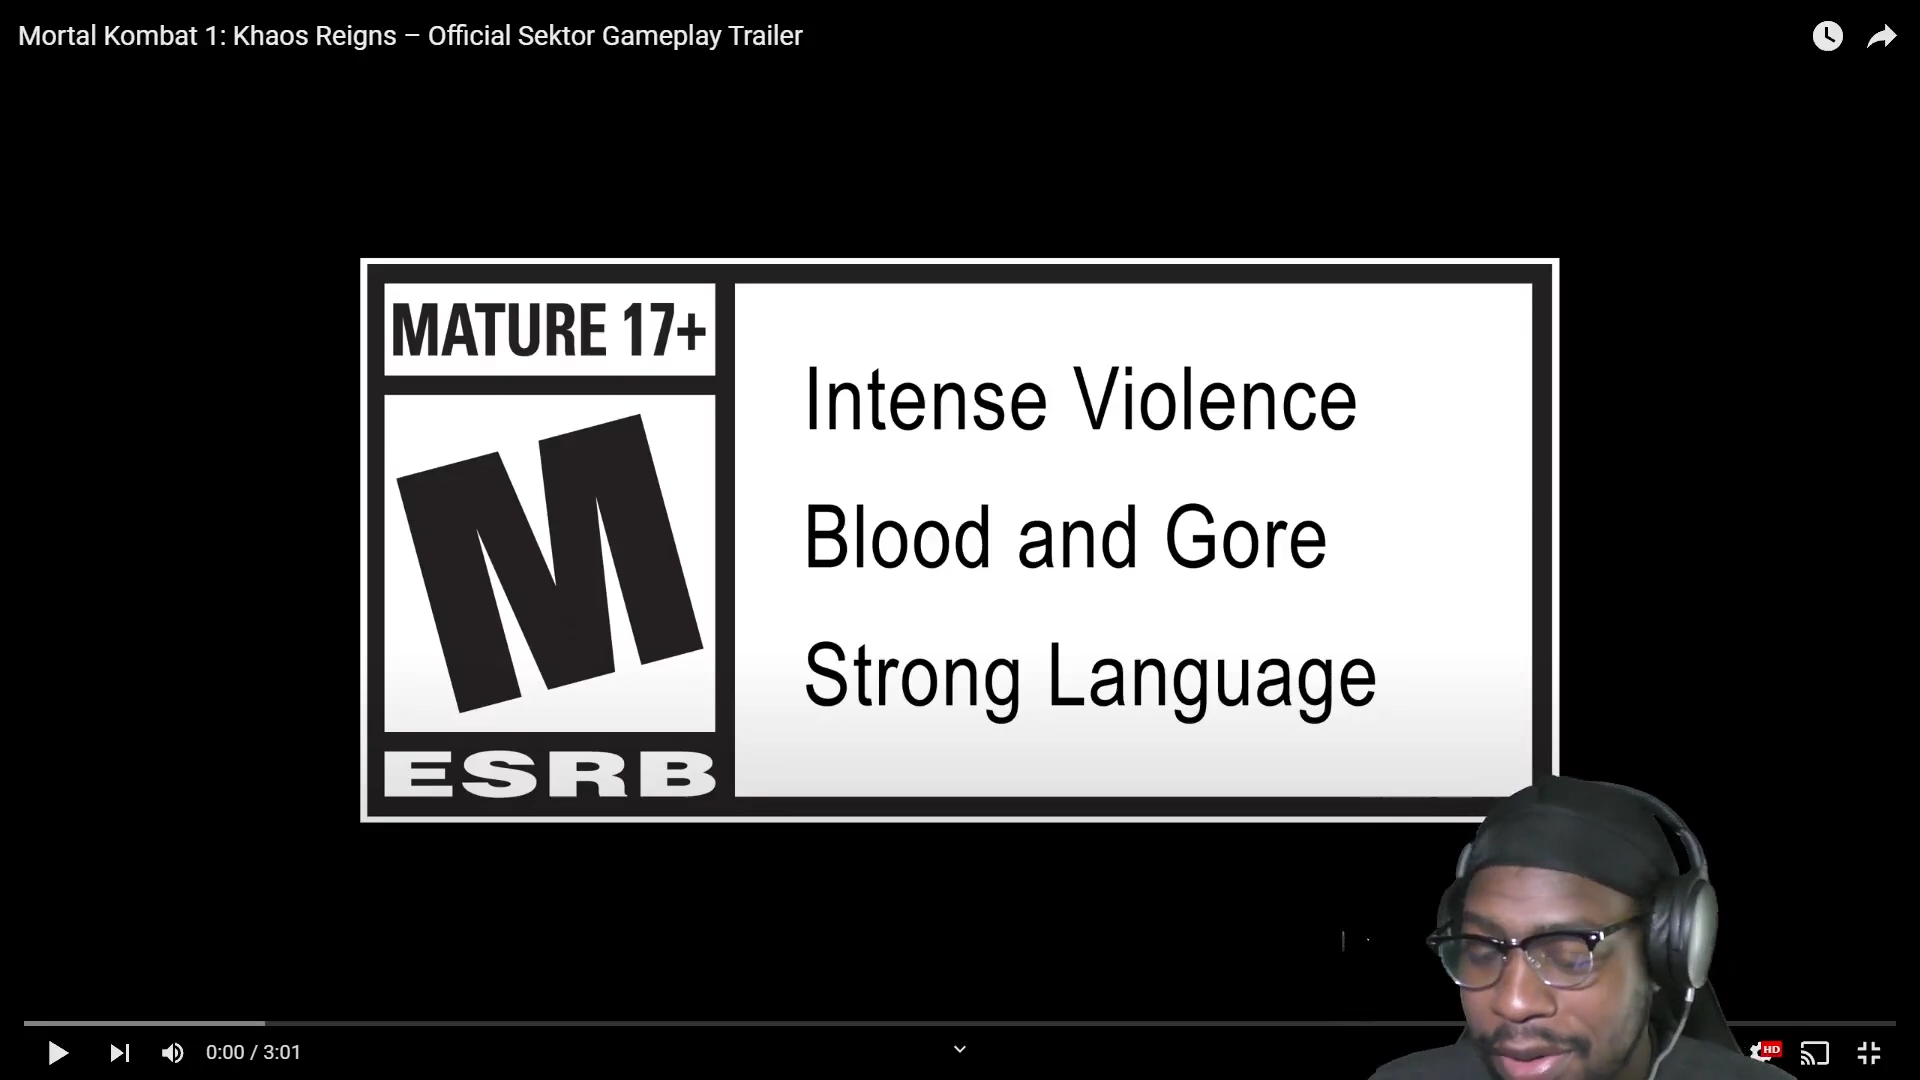 Mortal Kombat 1: Khaos Reigns – Official Sektor Gameplay Trailer
MATURE 17+
M
ESRB
Intense Violence
Blood and Gore
Strong Language
0:00 / 3:01
HD